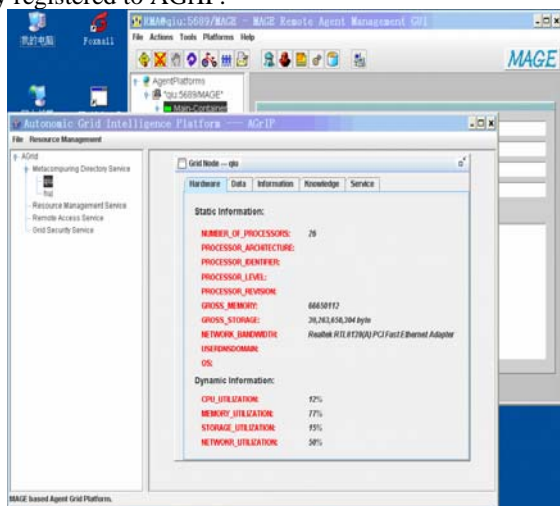 y registered to AGrIP.
RMA@qiu:5689/MAGE - MAGE Remote Agent Management GUI
File Actions Tools Platforms Help
我的电脑
Foxmail
MAGE
AgentPlatforms
"qiu:5689/MAGE"
Main-Container
Autonomic Grid Intelligence Platform --- AGrIP
File Resource Management
AGrid
Metacomputing Directory Service
qiu
hql
Resource Management Service
Remote Access Service
Grid Security Service
Grid Node -- qiu
Hardware Data Information Knowledge Service
Static Information:
NUMBER_OF_PROCESSORS: 26
PROCESSOR_ARCHITECTURE:
PROCESSOR_IDENTIFER:
PROCESSOR_LEVEL:
PROCESSOR_REVISION:
GROSS_MEMORY: 66650112
GROSS_STORAGE: 39,263,650,304 byte
NETWORK_BANDWIDTH: Realtek RTL8139(A) PCI Fast Ethernet Adapter
USERDNSDOMAIN:
OS:
Dynamic Information:
CPU_UTILIZATION: 12%
MEMORY_UTILIZATION: 77%
STORAGE_UTILIZATION: 15%
NETWORK_UTILIZATION: 50%
MAGE based Agent Grid Platform.